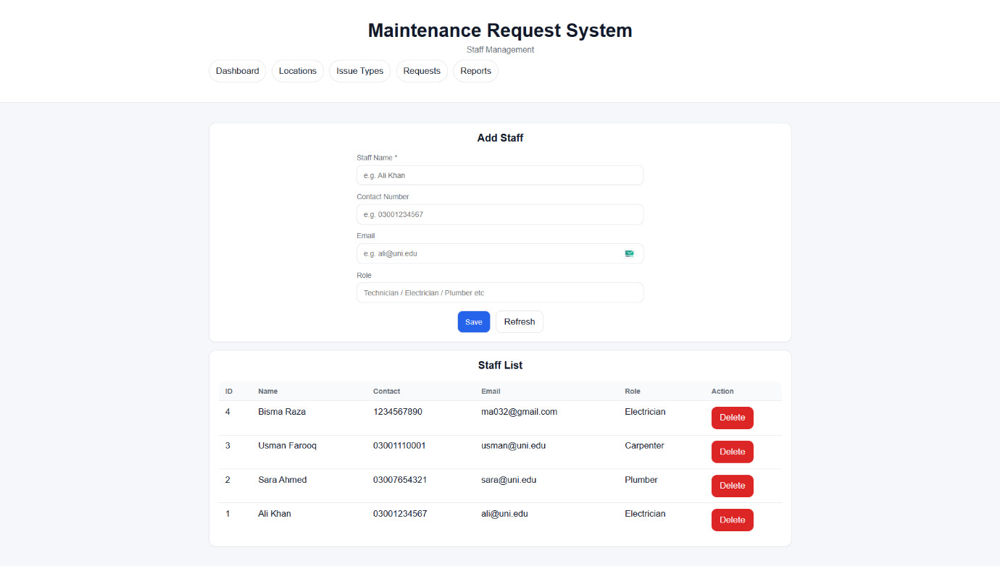 Maintenance Request System
Staff Management
Dashboard Locations Issue Types Requests Reports
Add Staff
Staff Name *
e.g. Ali Khan
Contact Number
e.g. 03001234567
Email
e.g. ali@uni.edu
Role
Technician / Electrician / Plumber etc
Save Refresh
Staff List
ID Name Contact Email Role Action
4 Bisma Raza 1234567890 ma032@gmail.com Electrician Delete
3 Usman Farooq 03001110001 usman@uni.edu Carpenter Delete
2 Sara Ahmed 03007654321 sara@uni.edu Plumber Delete
1 Ali Khan 03001234567 ali@uni.edu Electrician Delete